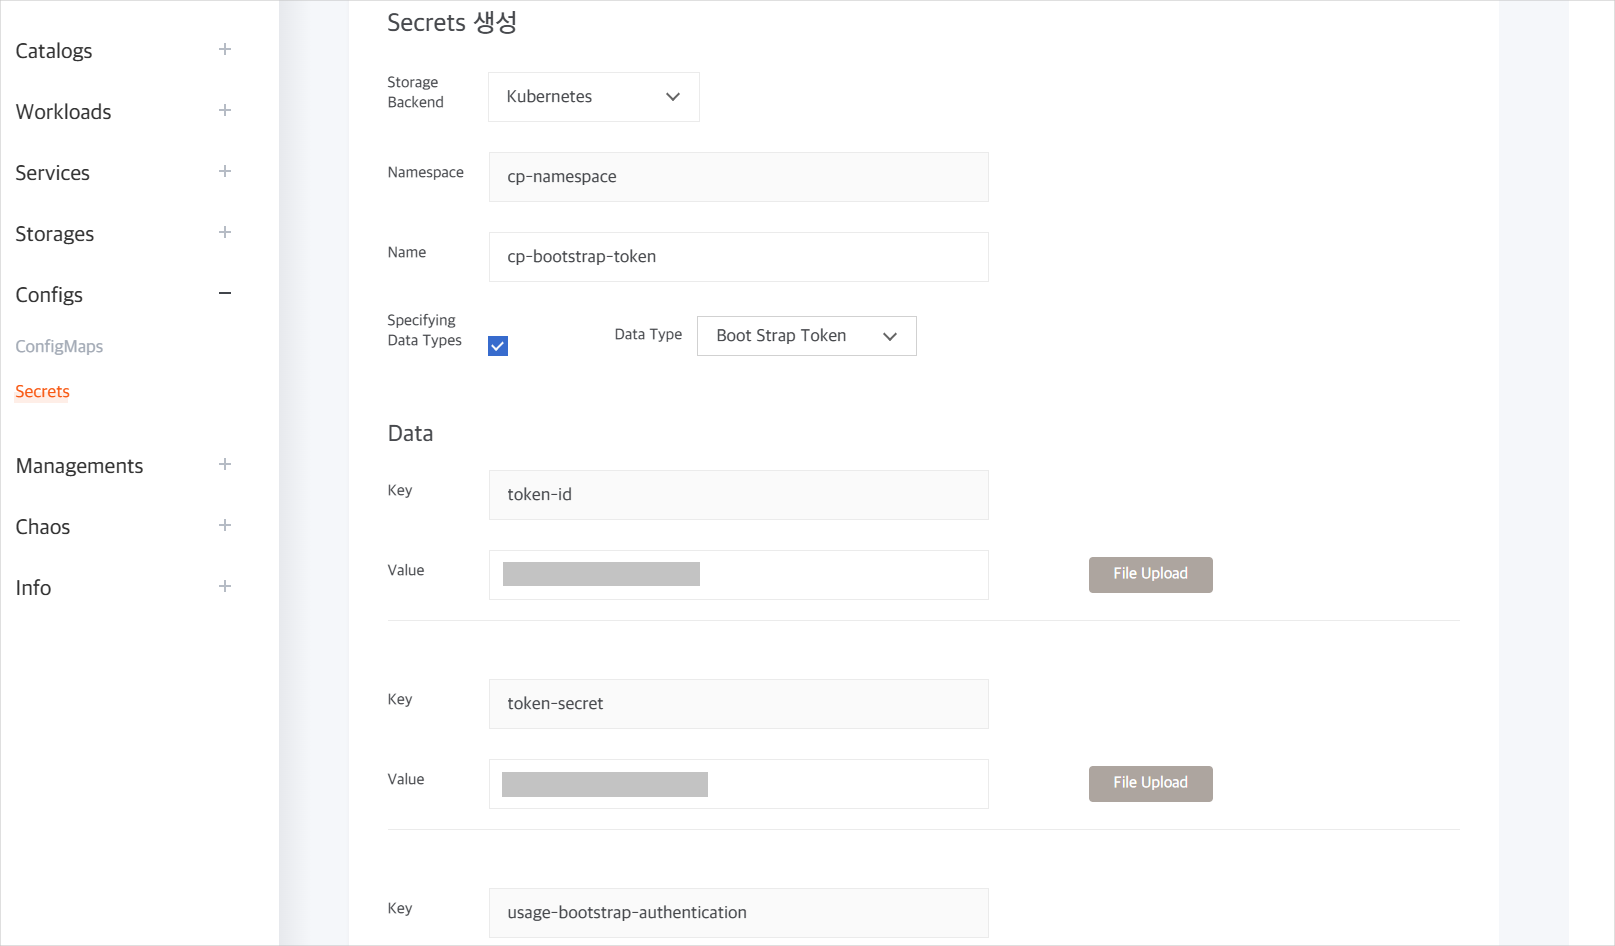 Catalogs
Workloads
Services
Storages
Configs
ConfigMaps
Secrets
Managements
Chaos
Info
Secrets 생성
Storage
Backend
Kubernetes
Namespace
cp-namespace
Name
cp-bootstrap-token
Specifying
Data Types
Data Type
Boot Strap Token
Data
Key
token-id
Value
File Upload
Key
token-secret
Value
File Upload
Key
usage-bootstrap-authentication